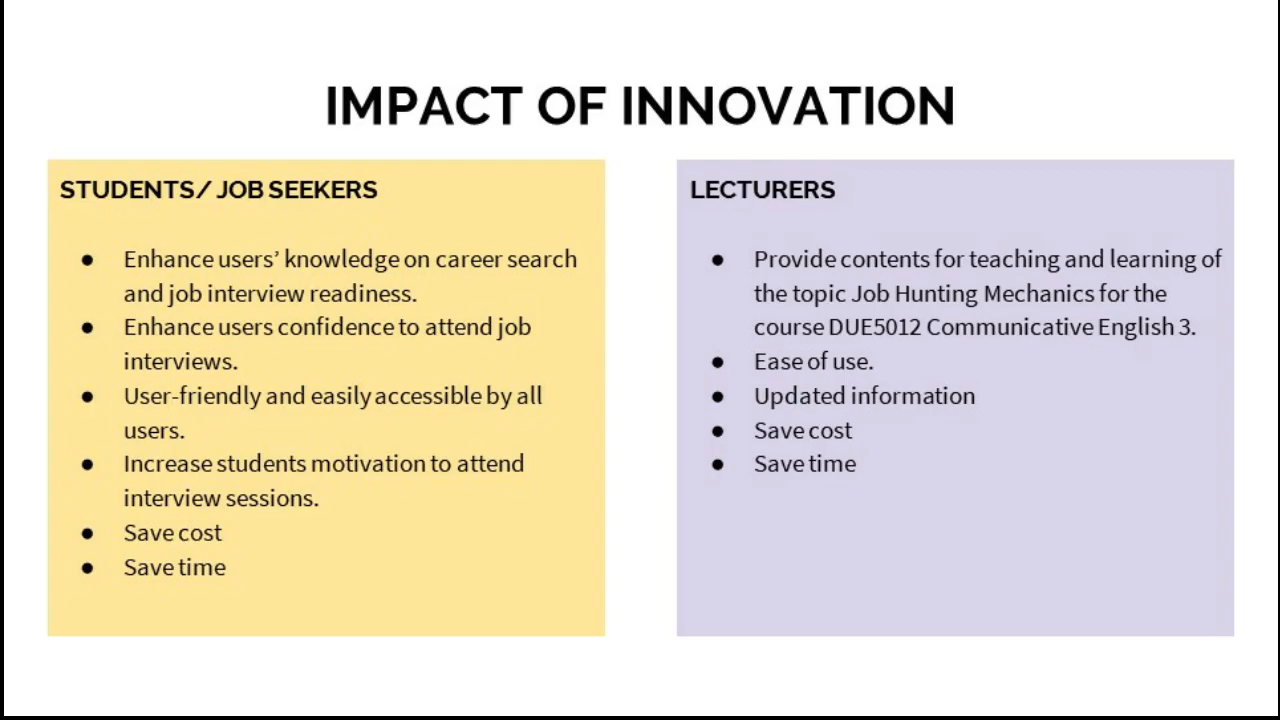 IMPACT OF INNOVATION
STUDENTS/ JOB SEEKERS
● Enhance users’ knowledge on career search
and job interview readiness.
● Enhance users confidence to attend job
interviews.
● User-friendly and easily accessible by all
users.
● Increase students motivation to attend
interview sessions.
● Save cost
● Save time
LECTURERS
● Provide contents for teaching and learning of
the topic Job Hunting Mechanics for the
course DUE5012 Communicative English 3.
● Ease of use.
● Updated information
● Save cost
● Save time